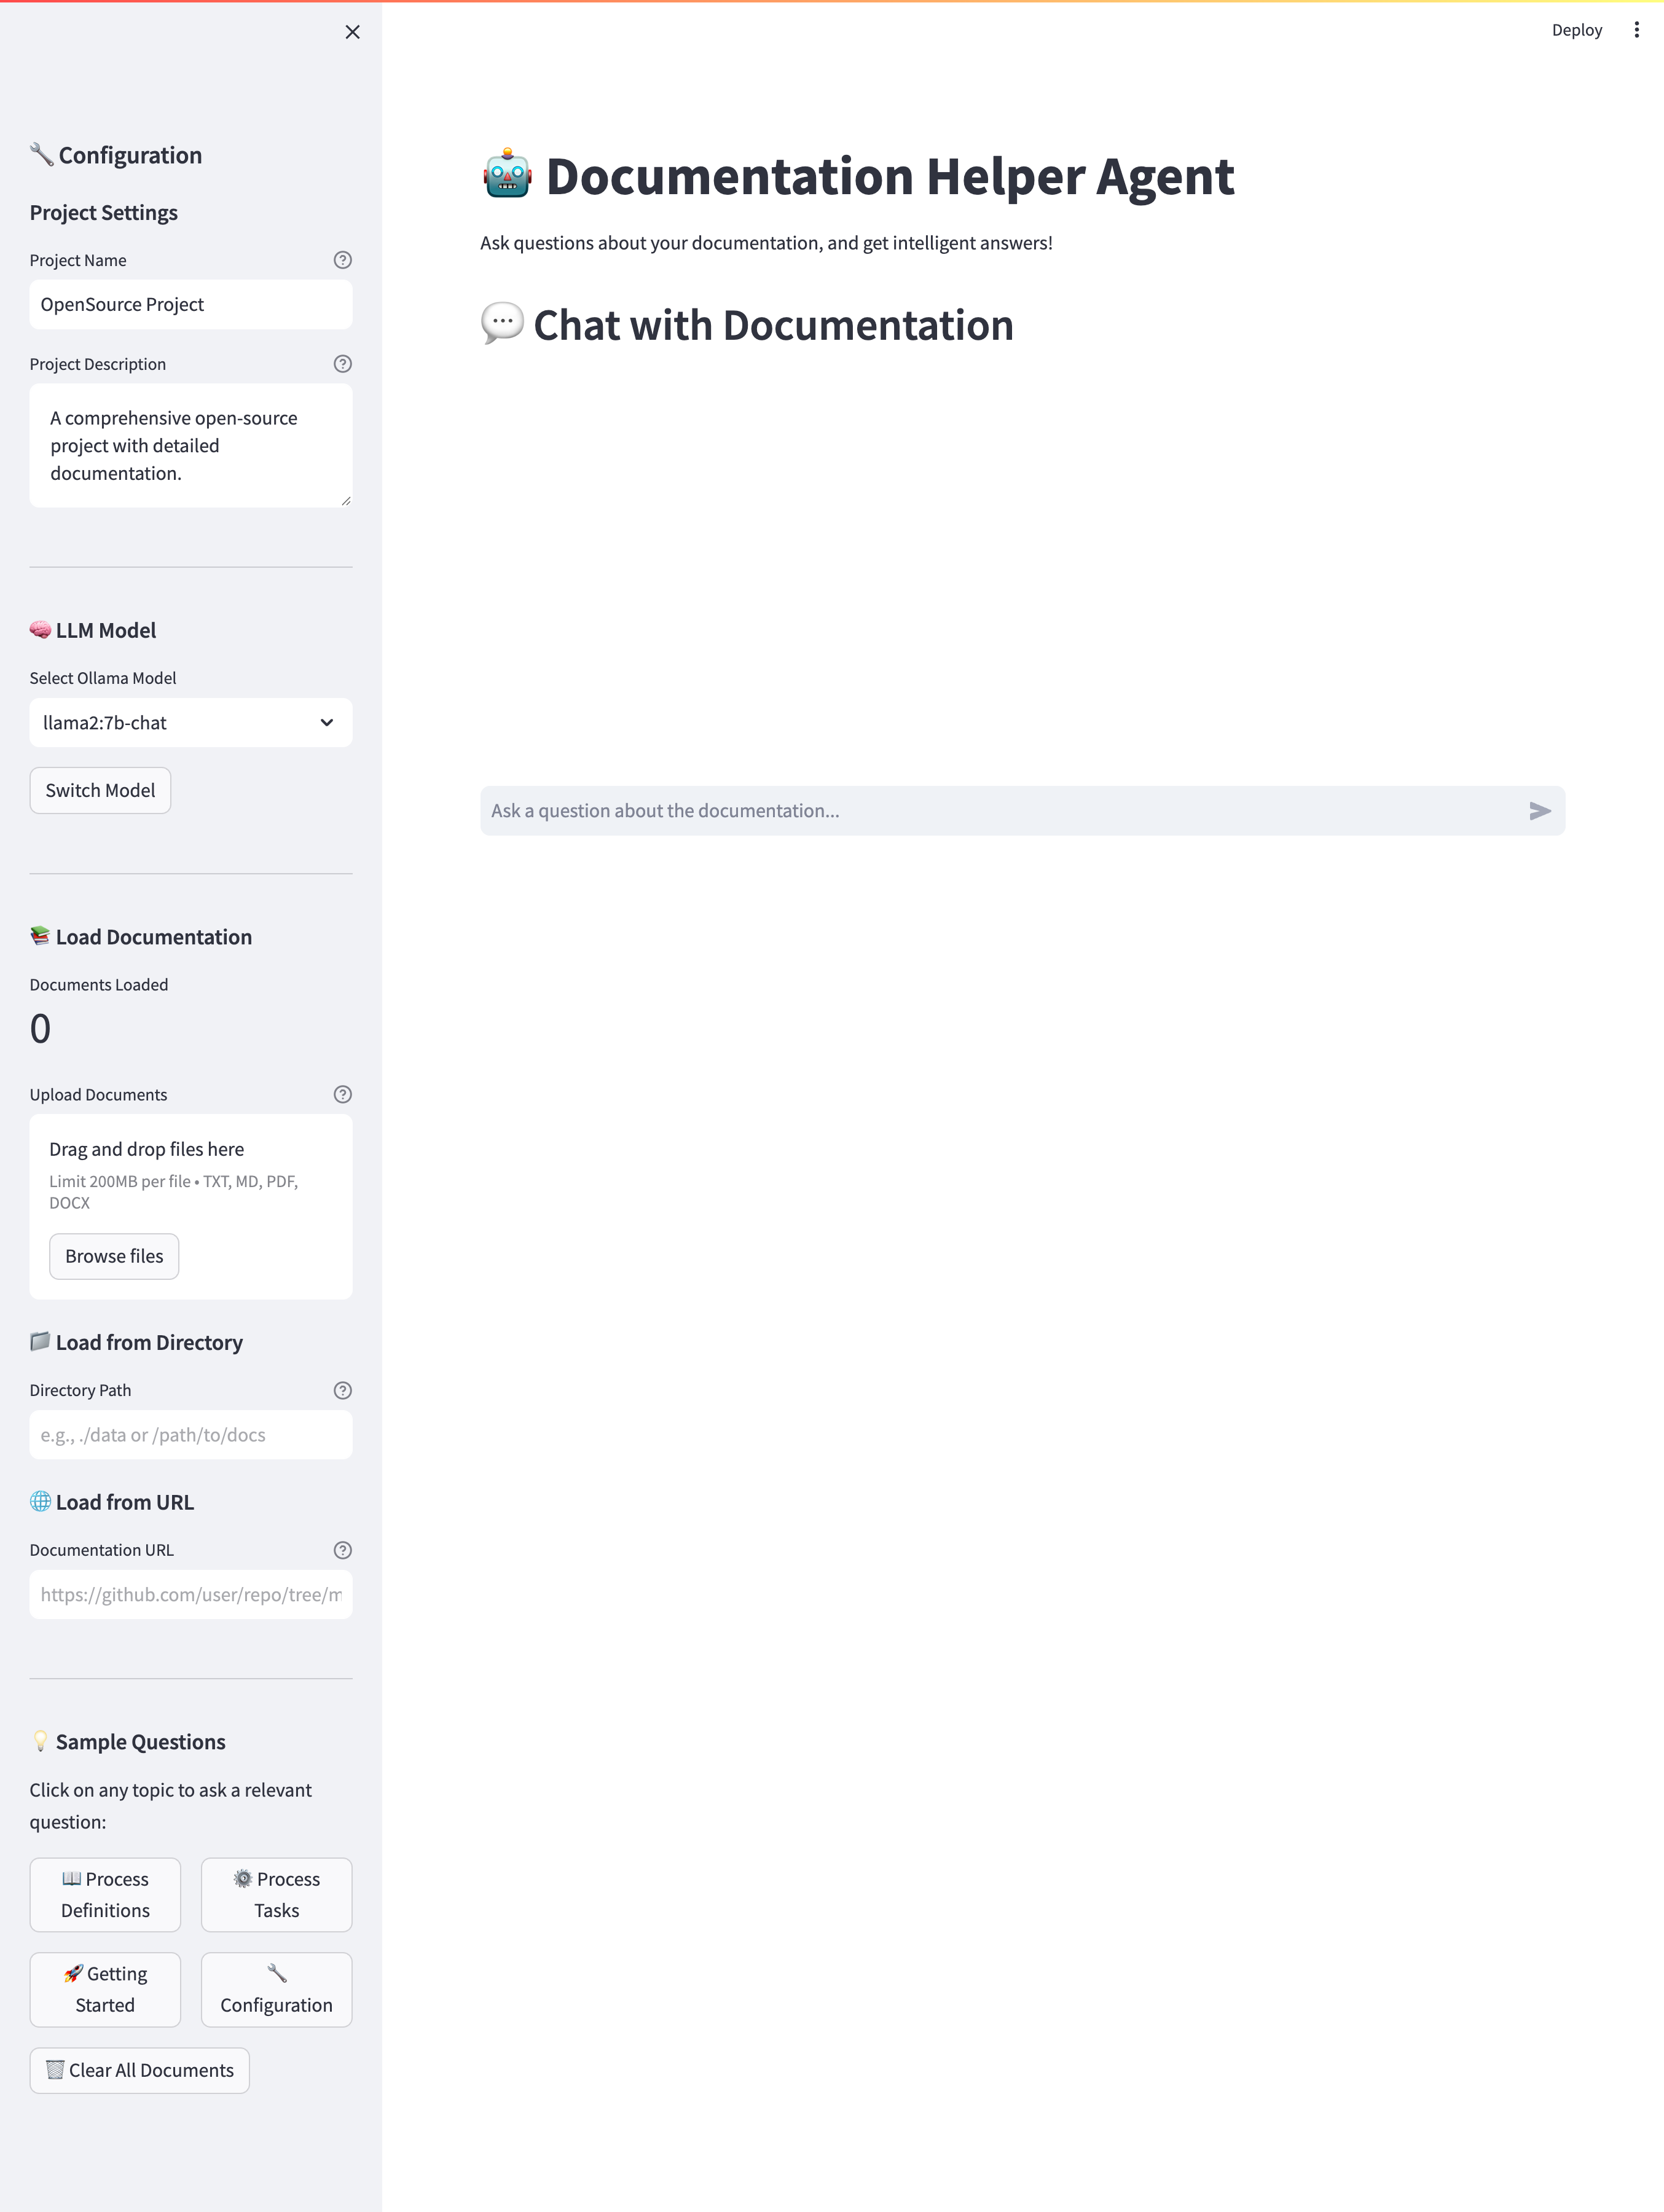 Deploy
🔧 Configuration
Project Settings
Project Name
OpenSource Project
Project Description
A comprehensive open-source
project with detailed
documentation.
🧠 LLM Model
Select Ollama Model
llama2:7b-chat
Switch Model
📚 Load Documentation
Documents Loaded
0
Upload Documents
Drag and drop files here
Limit 200MB per file • TXT, MD, PDF,
DOCX
Browse files
📁 Load from Directory
Directory Path
e.g., ./data or /path/to/docs
🌐 Load from URL
Documentation URL
https://github.com/user/repo/tree/m
💡 Sample Questions
Click on any topic to ask a relevant
question:
📖 Process
Definitions
⚙️ Process
Tasks
🚀 Getting
Started
🔧
Configuration
🗑️ Clear All Documents
🤖 Documentation Helper Agent
Ask questions about your documentation, and get intelligent answers!
💬 Chat with Documentation
Ask a question about the documentation...